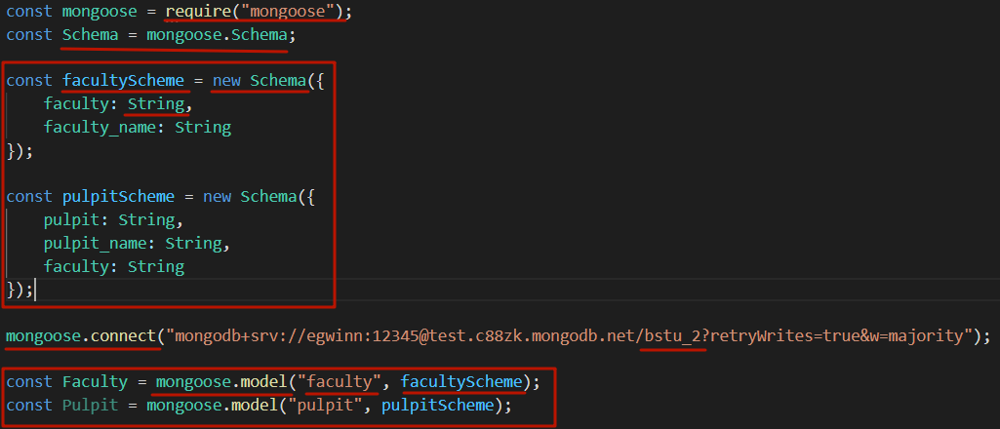 const mongoose = require("mongoose");
const Schema = mongoose.Schema;
const facultyScheme = new Schema({
faculty: String,
faculty_name: String
});
const pulpitScheme = new Schema({
pulpit: String,
pulpit_name: String,
faculty: String
});
mongoose.connect("mongodb+srv://egwinn:12345@test.c88zk.mongodb.net/bstu_2?retryWrites=true&w=majority");
const Faculty = mongoose.model("faculty", facultyScheme);
const Pulpit = mongoose.model("pulpit", pulpitScheme);